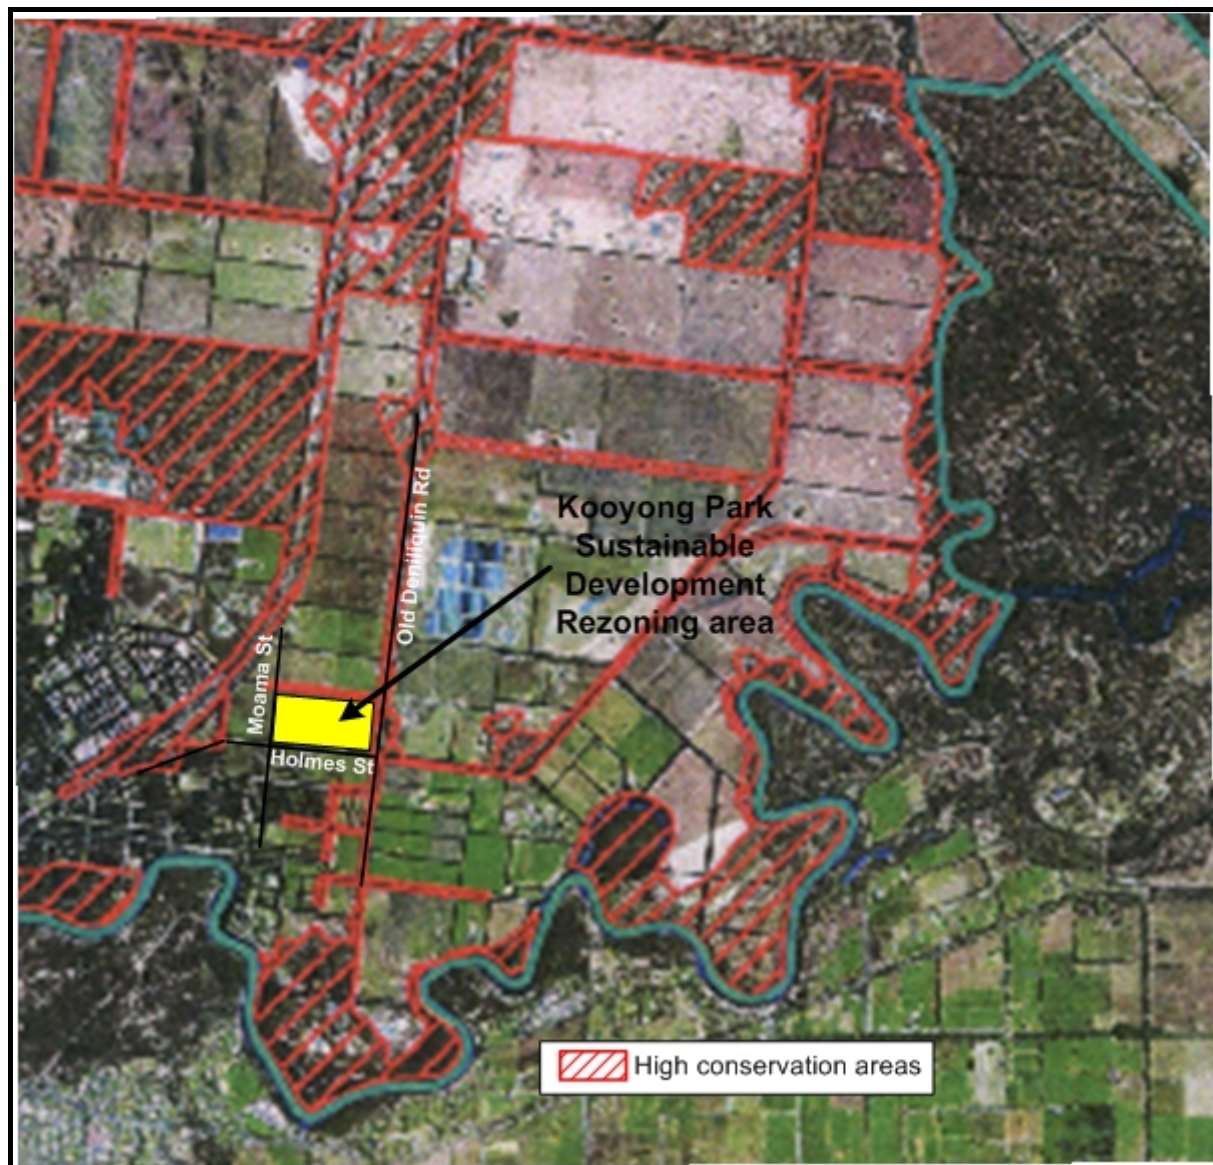 Kooyong Park
Sustainable
Development
Rezoning area
Old Deniliquin Rd
Moama St
Holmes St
High conservation areas